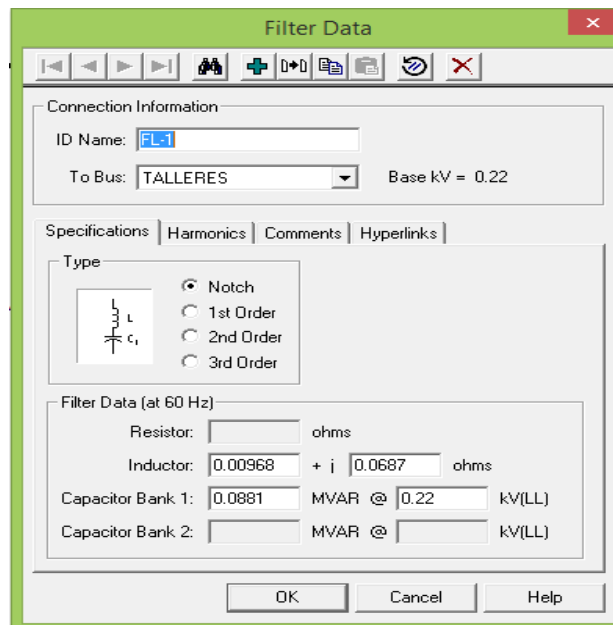 Filter Data
Connection Information
ID Name: FL-1
To Bus: TALLERES Base kV = 0.22
Specifications Harmonics Comments Hyperlinks
Type
L
C1
Notch
1st Order
2nd Order
3rd Order
Filter Data (at 60 Hz)
Resistor: ohms
Inductor: 0.00968 + j 0.0687 ohms
Capacitor Bank 1: 0.0881 MVAR @ 0.22 kV(LL)
Capacitor Bank 2: MVAR @ kV(LL)
OK Cancel Help